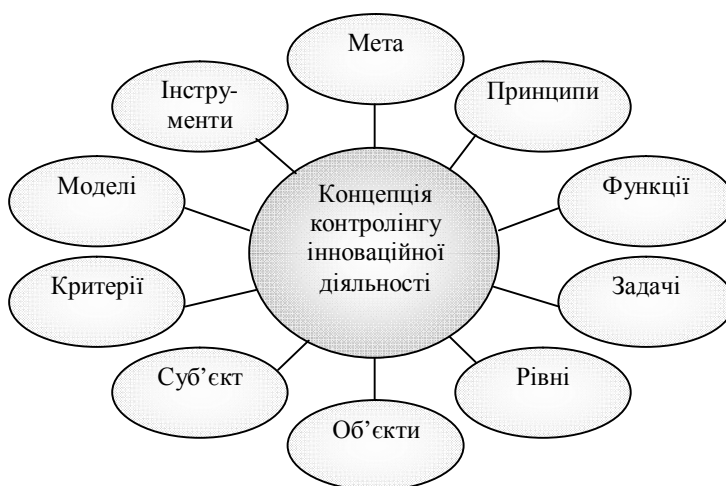 Мета
Інстру-
менти
Принципи
Моделі
Концепція
контролінгу
інноваційної
діяльності
Функції
Критерії
Задачі
Суб’єкт
Рівні
Об’єкти